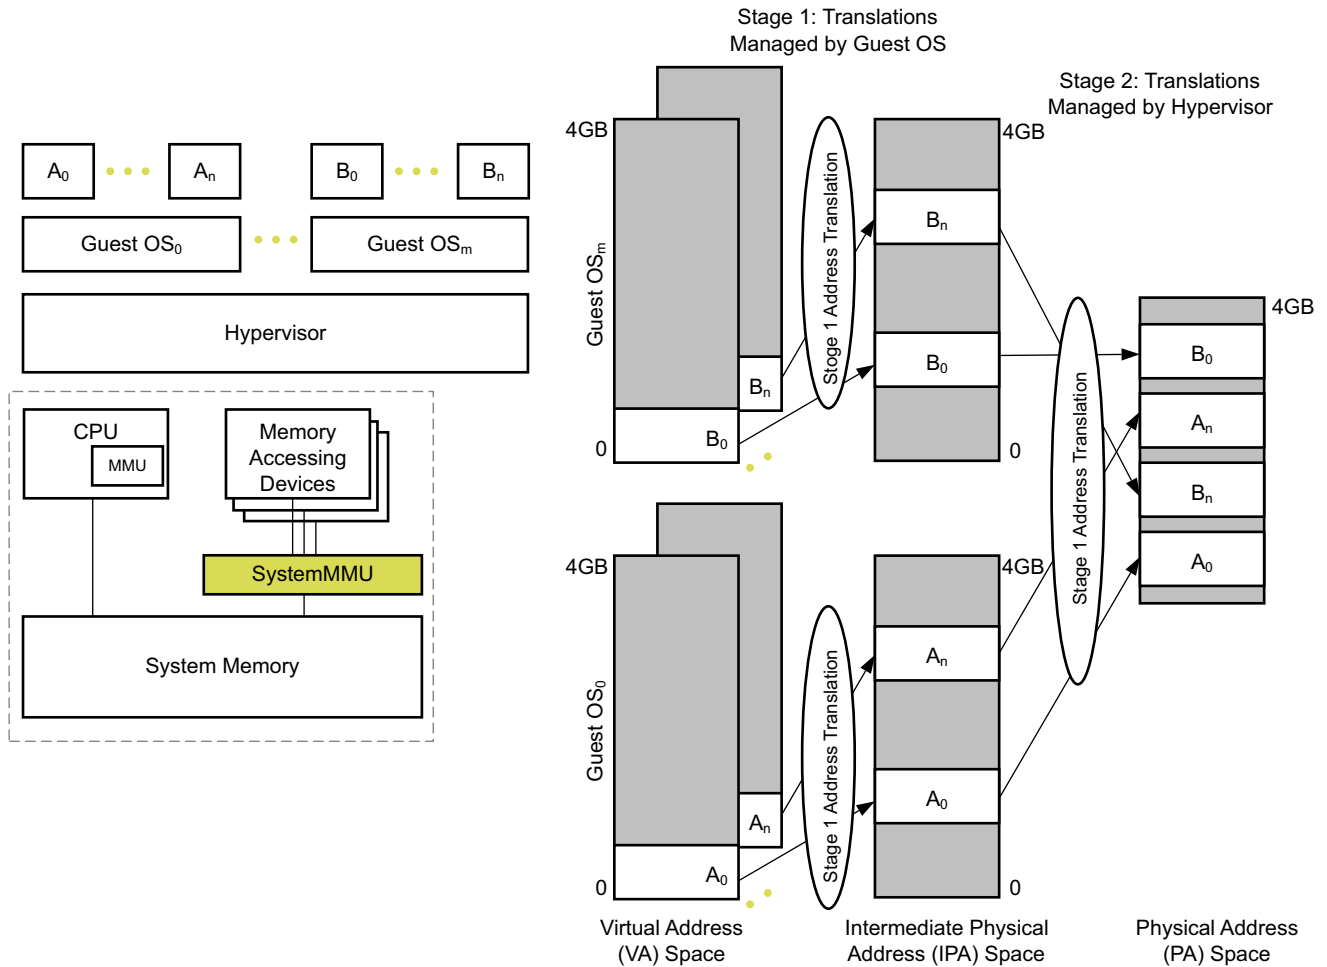 Stage 1: Translations
Managed by Guest OS
Stage 2: Translations
Managed by Hypervisor
A0
An
B0
Bn
Guest OS0
Guest OSm
Hypervisor
CPU
MMU
Memory
Accessing
Devices
SystemMMU
System Memory
4GB
Guest OSm
0
Bn
B0
Stoge 1 Address Translation
4GB
Bn
B0
0
4GB
Guest OS0
0
An
A0
Stage 1 Address Translation
4GB
An
A0
0
Stage 1 Address Translation
4GB
B0
An
Bn
A0
Virtual Address
(VA) Space
Intermediate Physical
Address (IPA) Space
Physical Address
(PA) Space